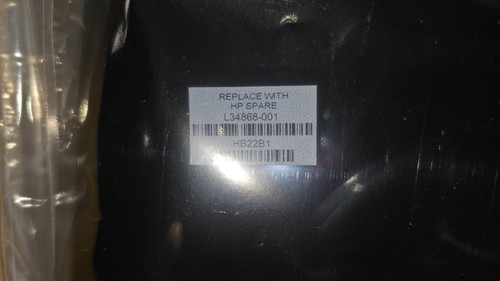 REPLACE WITH
HP SPARE
L34868-001
HB22B1